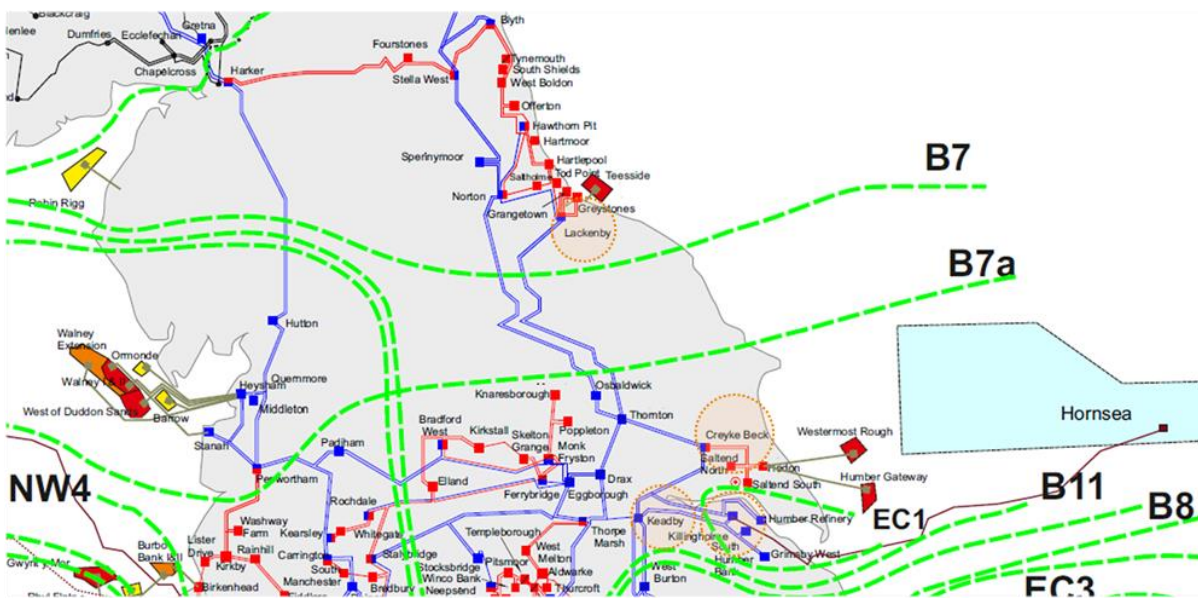 Blackcraig
Gretna
Ecclefechan
Dumfries
Chapelcross
Harker
Blyth
Fourstones
Stella West
Tynemouth
South Shields
West Boldon
Offerton
Hawthorn Pit
Hartmoor
Hartlepool
Spennymoor
Saltholme
Tod Point
Teesside
Norton
Grangetown
Greystones
Lackenby
B7
Robin Rigg
B7a
Hutton
Walney
Extension
Ormonde
Quernmore
Heysham
Walney I & II
Middleton
West of Duddon Sands
Barrow
Stanah
Osbaldwick
Knaresborough
Thornton
Hornsea
Bradford
West
Kirkstall
Poppleton
Skelton
Grange
Monk
Fryston
Padiham
Creyke Beck
Westermost Rough
Saltend
North
Hedon
Saltend South
Humber Gateway
Penwortham
Elland
Drax
Ferrybridge
Eggborough
NW4
B11
B8
EC1
Rochdale
Washway
Farm
Kearsley
Whitegate
Templeborough
Thorpe
Marsh
Keadby
Humber Refinery
Killingholme
South
Humber
Bank
Grimsby West
Lister
Drive
Rainhill
Kirkby
Birkenhead
Carrington
South
Manchester
Stalybridge
Bredbury
Stocksbridge
Pitsmoor
Winco Bank
Neepsend
West
Melton
Aldwarke
Thurcroft
West
Burton
EC3